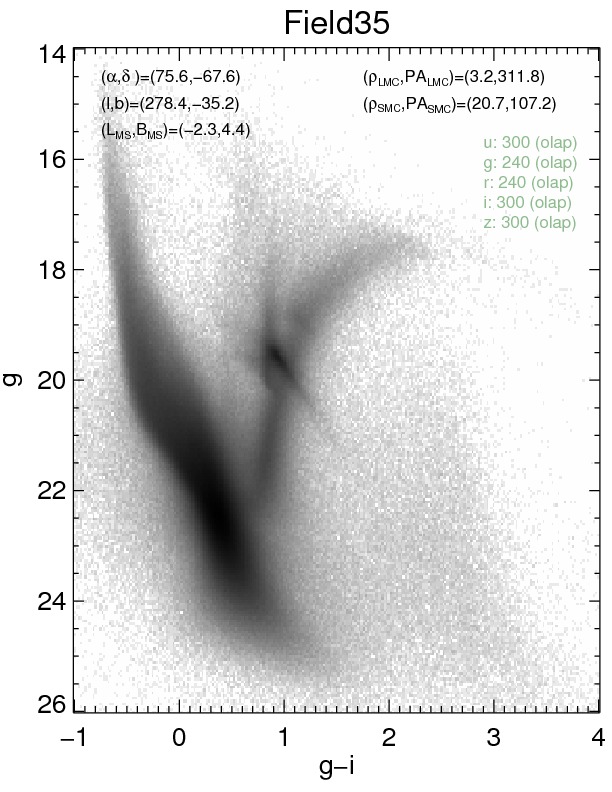 Field35
(α,δ)=(75.6,−67.6)
(ρLMC,PALMC)=(3.2,311.8)
(l,b)=(278.4,−35.2)
(ρSMC,PASMC)=(20.7,107.2)
(LMS,BMS)=(−2.3,4.4)
u: 300 (olap)
g: 240 (olap)
r: 240 (olap)
i: 300 (olap)
z: 300 (olap)
14
16
18
20
22
24
26
g
−1 0 1 2 3 4
g−i